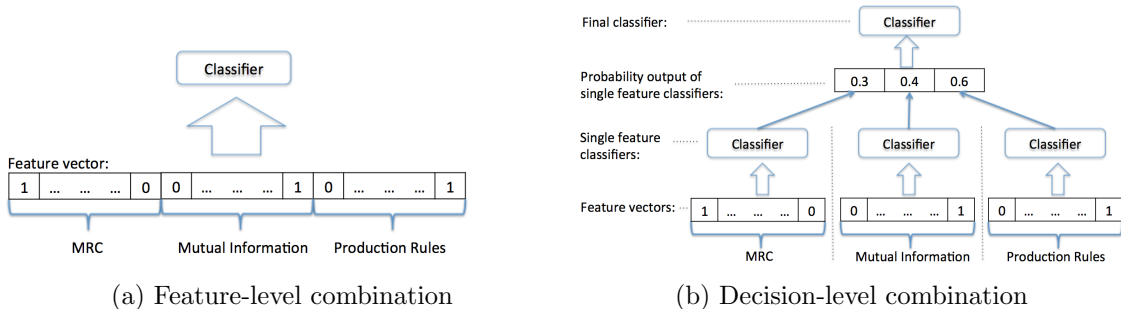 Classifier
Feature vector:
1 ... ... ... 0 0 ... ... ... 1 0 ... ... ... 1
MRC Mutual Information Production Rules
(a) Feature-level combination
Final classifier: Classifier
Probability output of
single feature classifiers:
0.3 0.4 0.6
Single feature
classifiers:
Classifier Classifier Classifier
Feature vectors: 1 ... ... ... 0 0 ... ... ... 1 0 ... ... ... 1
MRC Mutual Information Production Rules
(b) Decision-level combination